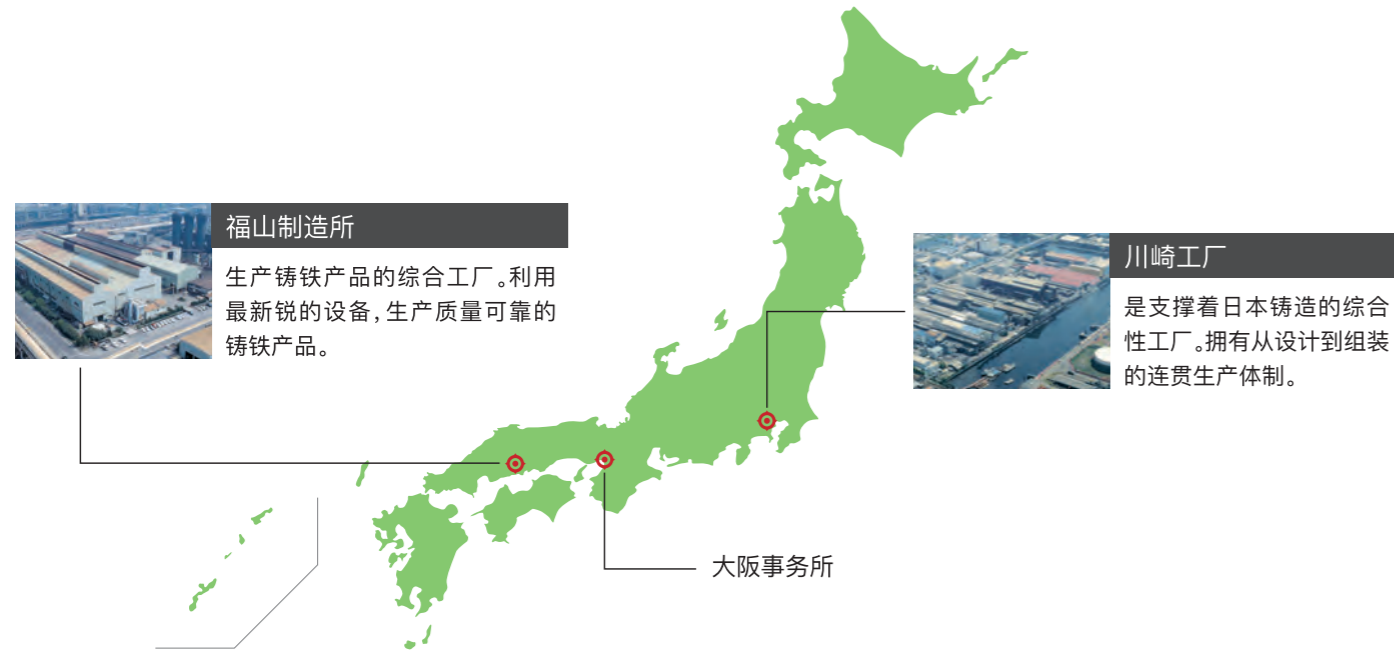 福山制造所
生产铸铁产品的综合工厂。利用
最新锐的设备，生产质量可靠的
铸铁产品。
川崎工厂
是支撑着日本铸造的综合
性工厂。拥有从设计到组装
的连贯生产体制。
大阪事务所